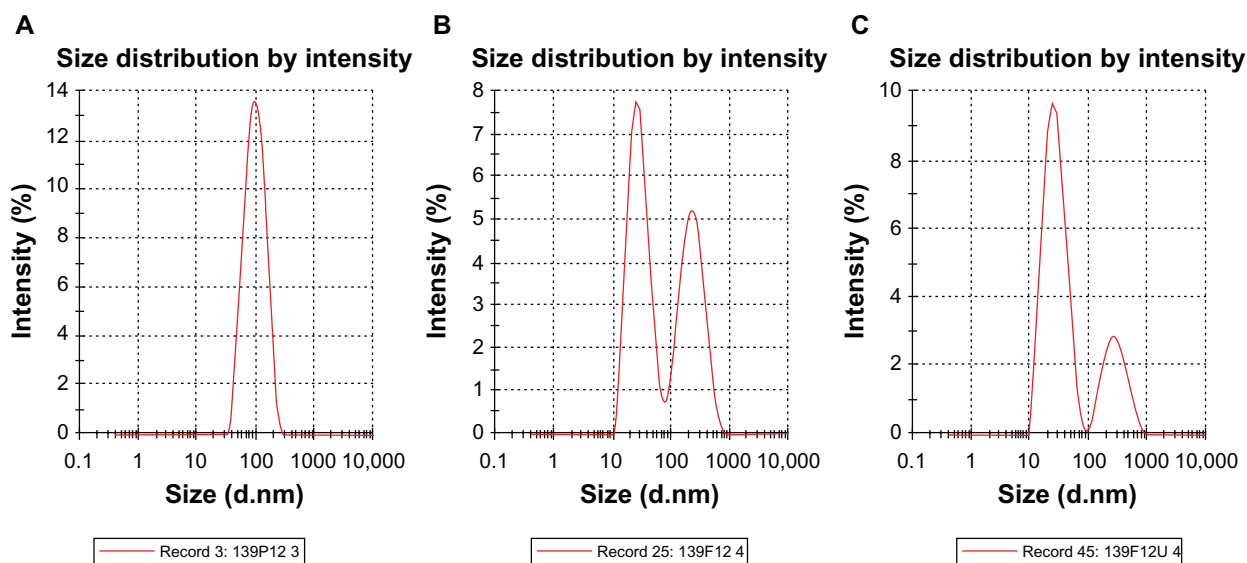 A
Size distribution by intensity
14
12
10
8
6
4
2
0
Intensity (%)
0.1 1 10 100 1000 10,000
Size (d.nm)
Record 3: 139P12 3
B
Size distribution by intensity
8
7
6
5
4
3
2
1
0
Intensity (%)
0.1 1 10 100 1000 10,000
Size (d.nm)
Record 25: 139F12 4
C
Size distribution by intensity
10
8
6
4
2
0
Intensity (%)
0.1 1 10 100 1000 10,000
Size (d.nm)
Record 45: 139F12U 4